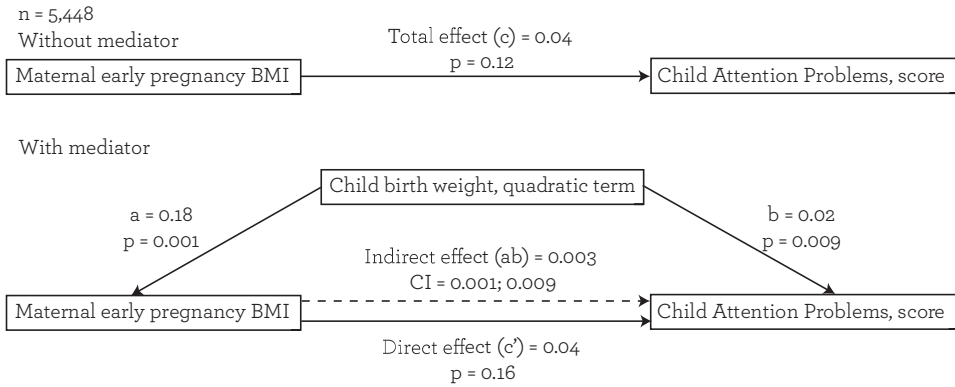 n = 5,448
Without mediator
Total effect (c) = 0.04
p = 0.12
Maternal early pregnancy BMI
Child Attention Problems, score
With mediator
Child birth weight, quadratic term
a = 0.18
p = 0.001
b = 0.02
p = 0.009
Indirect effect (ab) = 0.003
CI = 0.001; 0.009
Maternal early pregnancy BMI
Child Attention Problems, score
Direct effect (c') = 0.04
p = 0.16